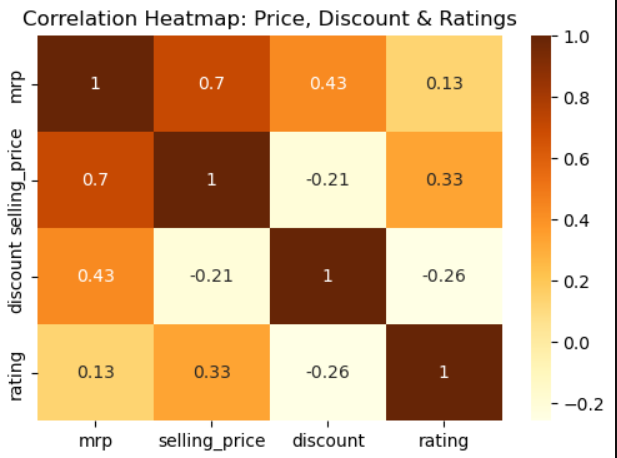 Correlation Heatmap: Price, Discount & Ratings
mrp 1 0.7 0.43 0.13
selling_price 0.7 1 -0.21 0.33
discount 0.43 -0.21 1 -0.26
rating 0.13 0.33 -0.26 1
mrp selling_price discount rating
1.0
0.8
0.6
0.4
0.2
0.0
−0.2